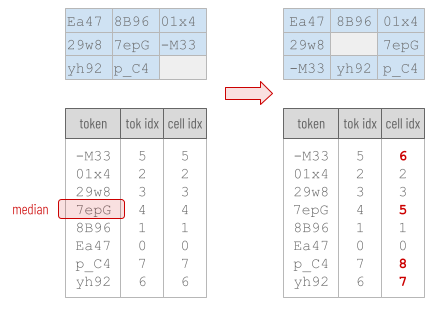 Ea47 8B96 01x4
29w8 7epG -M33
yh92 p_C4
token tok idx cell idx
-M33 5 5
01x4 2 2
29w8 3 3
median 7epG 4 4
8B96 1 1
Ea47 0 0
p_C4 7 7
yh92 6 6
Ea47 8B96 01x4
29w8 7epG
-M33 yh92 p_C4
token tok idx cell idx
-M33 5 6
01x4 2 2
29w8 3 3
7epG 4 5
8B96 1 1
Ea47 0 0
p_C4 7 8
yh92 6 7